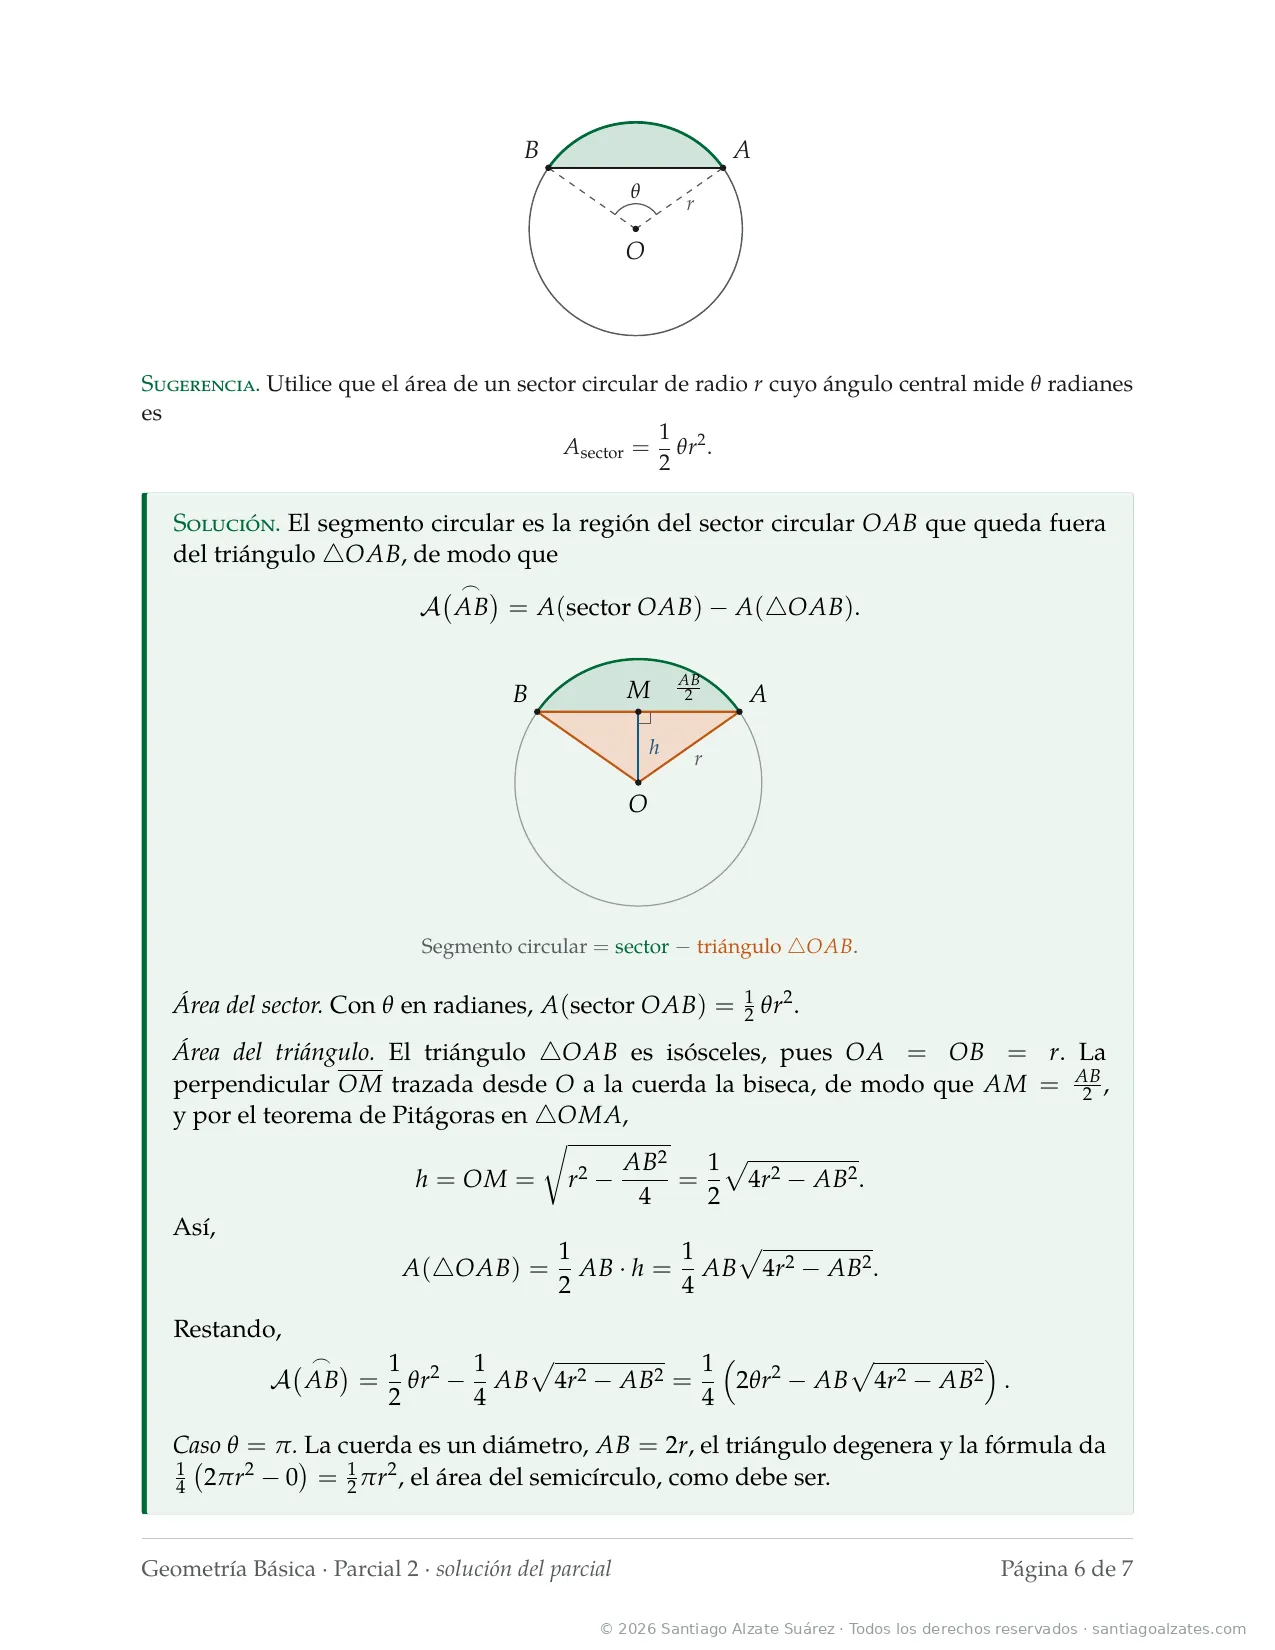 B A
θ
r
O
Sugerencia. Utilice que el área de un sector circular de radio r cuyo ángulo central mide θ radianes
es
A_sector = 1/2 θr².
Solución. El segmento circular es la región del sector circular OAB que queda fuera
del triángulo △OAB, de modo que
𝒜(A͡B) = A(sector OAB) − A(△OAB).
B M AB/2 A
h
r
O
Segmento circular = sector − triángulo △OAB.
Área del sector. Con θ en radianes, A(sector OAB) = 1/2 θr².
Área del triángulo. El triángulo △OAB es isósceles, pues OA = OB = r. La
perpendicular O̅M̅ trazada desde O a la cuerda la biseca, de modo que AM = AB/2,
y por el teorema de Pitágoras en △OMA,
h = OM = √(r² − AB²/4) = 1/2 √(4r² − AB²).
Así,
A(△OAB) = 1/2 AB · h = 1/4 AB√(4r² − AB²).
Restando,
𝒜(A͡B) = 1/2 θr² − 1/4 AB√(4r² − AB²) = 1/4 (2θr² − AB√(4r² − AB²)).
Caso θ = π. La cuerda es un diámetro, AB = 2r, el triángulo degenera y la fórmula da
1/4 (2πr² − 0) = 1/2 πr², el área del semicírculo, como debe ser.
Geometría Básica · Parcial 2 · solución del parcial Página 6 de 7
© 2026 Santiago Alzate Suárez · Todos los derechos reservados · santiagoalzates.com